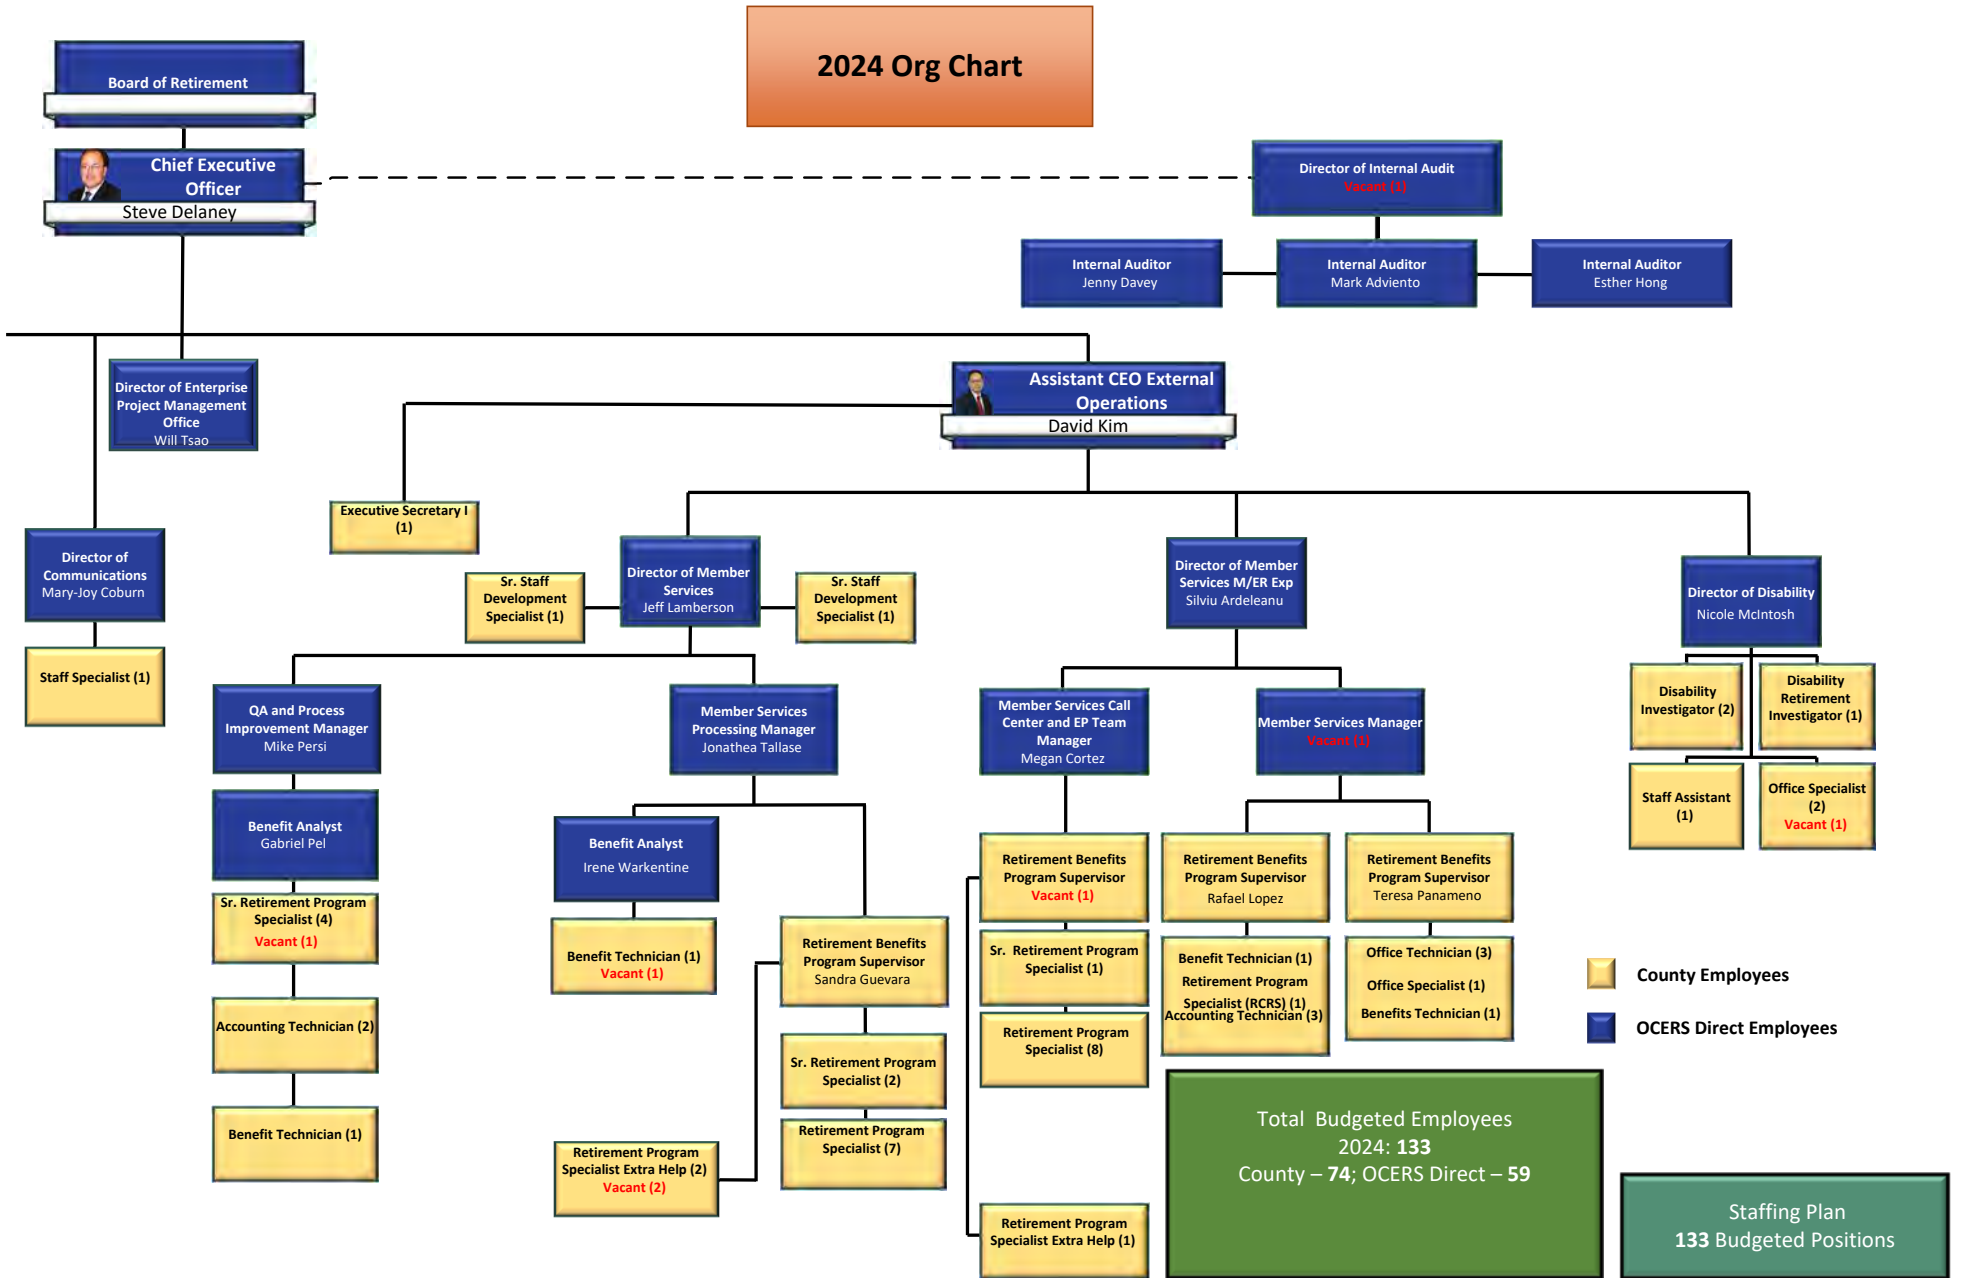 2024 Org Chart
Board of Retirement
Chief Executive
Officer
Steve Delaney
Director of Internal Audit
Vacant (1)
Internal Auditor
Jenny Davey
Internal Auditor
Mark Adviento
Internal Auditor
Esther Hong
Director of Enterprise
Project Management
Office
Will Tsao
Assistant CEO External
Operations
David Kim
Executive Secretary I
(1)
Director of
Communications
Mary-Joy Coburn
Staff Specialist (1)
Sr. Staff
Development
Specialist (1)
Director of Member
Services
Jeff Lamberson
Sr. Staff
Development
Specialist (1)
Director of Member
Services M/ER Exp
Silviu Ardeleanu
Director of Disability
Nicole McIntosh
QA and Process
Improvement Manager
Mike Persi
Member Services
Processing Manager
Jonathea Tallase
Member Services Call
Center and EP Team
Manager
Megan Cortez
Member Services Manager
Vacant (1)
Disability
Investigator (2)
Disability
Retirement
Investigator (1)
Staff Assistant
(1)
Office Specialist
(2)
Vacant (1)
Benefit Analyst
Gabriel Pel
Sr. Retirement Program
Specialist (4)
Vacant (1)
Accounting Technician (2)
Benefit Technician (1)
Benefit Analyst
Irene Warkentine
Benefit Technician (1)
Vacant (1)
Retirement Benefits
Program Supervisor
Sandra Guevara
Sr. Retirement Program
Specialist (2)
Retirement Program
Specialist (7)
Retirement Program
Specialist Extra Help (2)
Vacant (2)
Retirement Benefits
Program Supervisor
Vacant (1)
Sr.  Retirement Program
Specialist (1)
Retirement Program
Specialist (8)
Retirement Program
Specialist Extra Help (1)
Retirement Benefits
Program Supervisor
Rafael Lopez
Benefit Technician (1)
Retirement Program
Specialist (RCRS) (1)
Accounting Technician (3)
Retirement Benefits
Program Supervisor
Teresa Panameno
Office Technician (3)
Office Specialist (1)
Benefits Technician (1)
County Employees
OCERS Direct Employees
Total  Budgeted Employees
2024: 133
County – 74; OCERS Direct – 59
Staffing Plan
133 Budgeted Positions